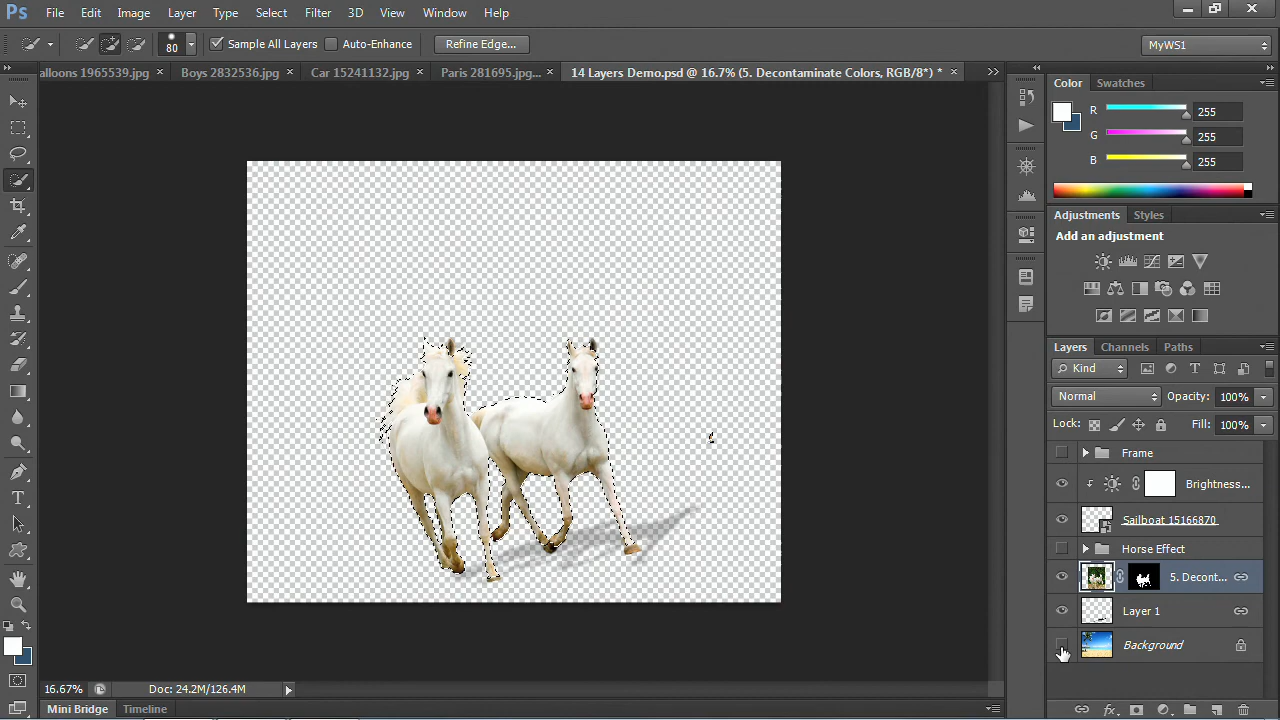 Ps File Edit Image Layer Type Select Filter 3D View Window Help
80 Sample All Layers Auto-Enhance Refine Edge... MyWS1
alloons 1965539.jpg × Boys 2832536.jpg × Car 15241132.jpg × Paris 281695.jpg... × 14 Layers Demo.psd @ 16.7% (5. Decontaminate Colors, RGB/8*) * ×
Color Swatches
R 255
G 255
B 255
Adjustments Styles
Add an adjustment
Layers Channels Paths
Kind
Normal Opacity: 100%
Lock: Fill: 100%
Frame
Brightness...
Sailboat 15166870
Horse Effect
5. Decont...
Layer 1
Background
16.67% Doc: 24.2M/126.4M
Mini Bridge Timeline